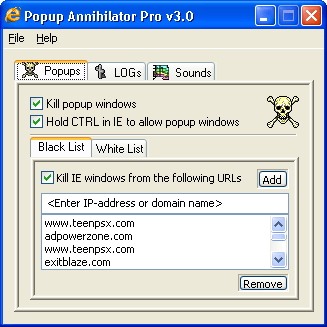 Popup Annihilator Pro v3.0
File Help
Popups LOGs Sounds
Kill popup windows
Hold CTRL in IE to allow popup windows
Black List White List
Kill IE windows from the following URLs Add
<Enter IP-address or domain name>
www.teenpsx.com
adpowerzone.com
www.teenpsx.com
exitblaze.com
Remove